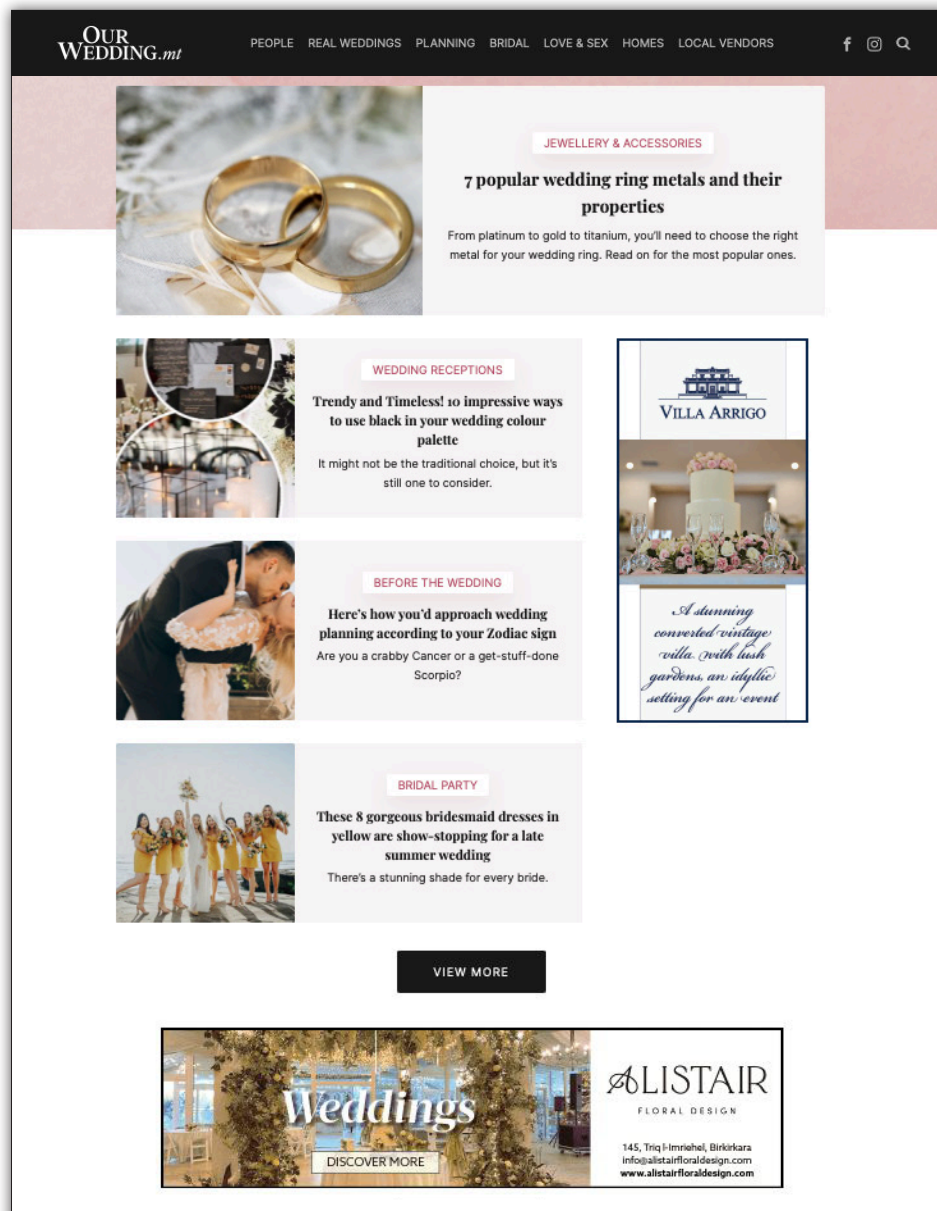 OUR
WEDDING.mt
PEOPLE REAL WEDDINGS PLANNING BRIDAL LOVE & SEX HOMES LOCAL VENDORS
JEWELLERY & ACCESSORIES
7 popular wedding ring metals and their
properties
From platinum to gold to titanium, you'll need to choose the right
metal for your wedding ring. Read on for the most popular ones.
WEDDING RECEPTIONS
Trendy and Timeless! 10 impressive ways
to use black in your wedding colour
palette
It might not be the traditional choice, but it's
still one to consider.
VILLA ARRIGO
A stunning
converted vintage
villa. with lush
gardens, an idyllic
setting for an event
BEFORE THE WEDDING
Here's how you'd approach wedding
planning according to your Zodiac sign
Are you a crabby Cancer or a get-stuff-done
Scorpio?
BRIDAL PARTY
These 8 gorgeous bridesmaid dresses in
yellow are show-stopping for a late
summer wedding
There's a stunning shade for every bride.
VIEW MORE
Weddings
DISCOVER MORE
ALISTAIR
FLORAL DESIGN
145, Triq l-Imriehel, Birkirkara
info@alistairfloraldesign.com
www.alistairfloraldesign.com